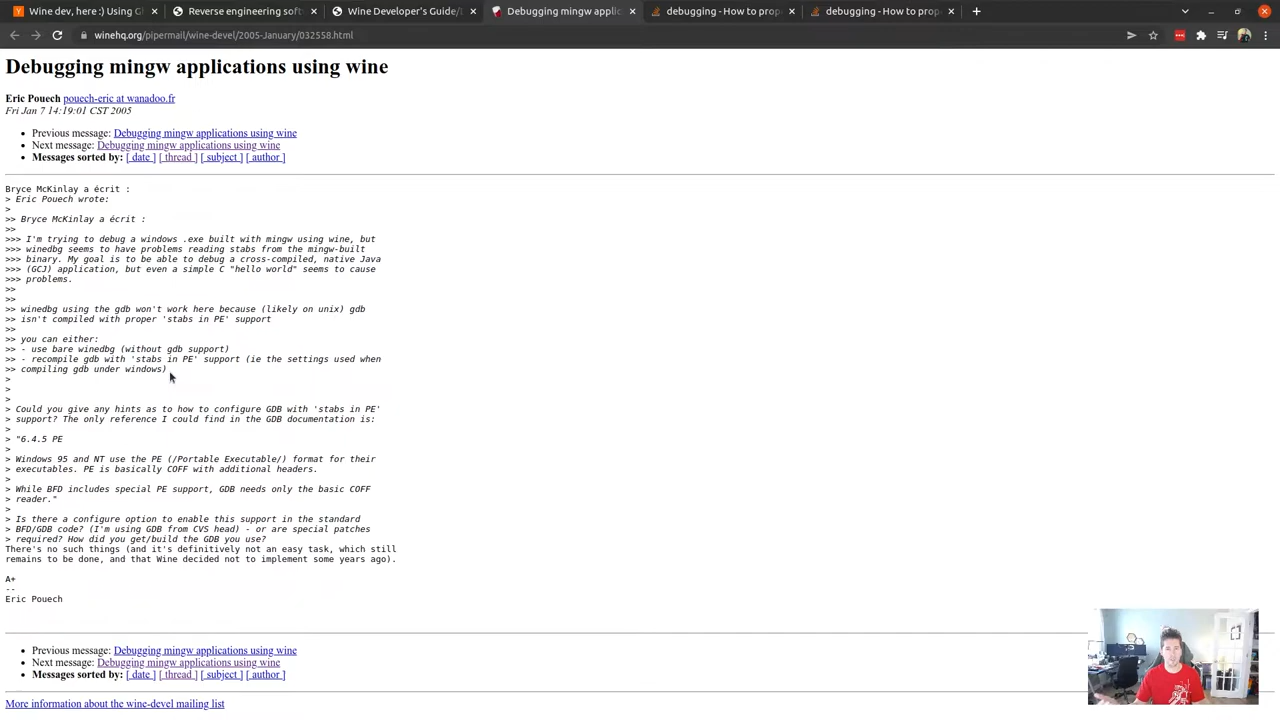 Wine dev, here :) Using G
Reverse engineering soft
Wine Developer's Guide/
Debugging mingw applic
debugging - How to prop
debugging - How to prop
winehq.org/pipermail/wine-devel/2005-January/032558.html
Debugging mingw applications using wine
Eric Pouech pouech-eric at wanadoo.fr
Fri Jan 7 14:19:01 CST 2005
Previous message: Debugging mingw applications using wine
Next message: Debugging mingw applications using wine
Messages sorted by: [ date ] [ thread ] [ subject ] [ author ]
Bryce McKinlay a écrit :
> Eric Pouech wrote:
>
>> Bryce McKinlay a écrit :
>>
>>> I'm trying to debug a windows .exe built with mingw using wine, but
>>> winedbg seems to have problems reading stabs from the mingw-built
>>> binary. My goal is to be able to debug a cross-compiled, native Java
>>> (GCJ) application, but even a simple C "hello world" seems to cause
>>> problems.
>>
>>
>> winedbg using the gdb won't work here because (likely on unix) gdb
>> isn't compiled with proper 'stabs in PE' support
>>
>> you can either:
>> - use bare winedbg (without gdb support)
>> - recompile gdb with 'stabs in PE' support (ie the settings used when
>> compiling gdb under windows)
>
>
>
> Could you give any hints as to how to configure GDB with 'stabs in PE'
> support? The only reference I could find in the GDB documentation is:
>
> "6.4.5 PE
>
> Windows 95 and NT use the PE (/Portable Executable/) format for their
> executables. PE is basically COFF with additional headers.
>
> While BFD includes special PE support, GDB needs only the basic COFF
> reader."
>
> Is there a configure option to enable this support in the standard
> BFD/GDB code? (I'm using GDB from CVS head) - or are special patches
> required? How did you get/build the GDB you use?
There's no such things (and it's definitively not an easy task, which still
remains to be done, and that Wine decided not to implement some years ago).
A+
--
Eric Pouech
Previous message: Debugging mingw applications using wine
Next message: Debugging mingw applications using wine
Messages sorted by: [ date ] [ thread ] [ subject ] [ author ]
More information about the wine-devel mailing list